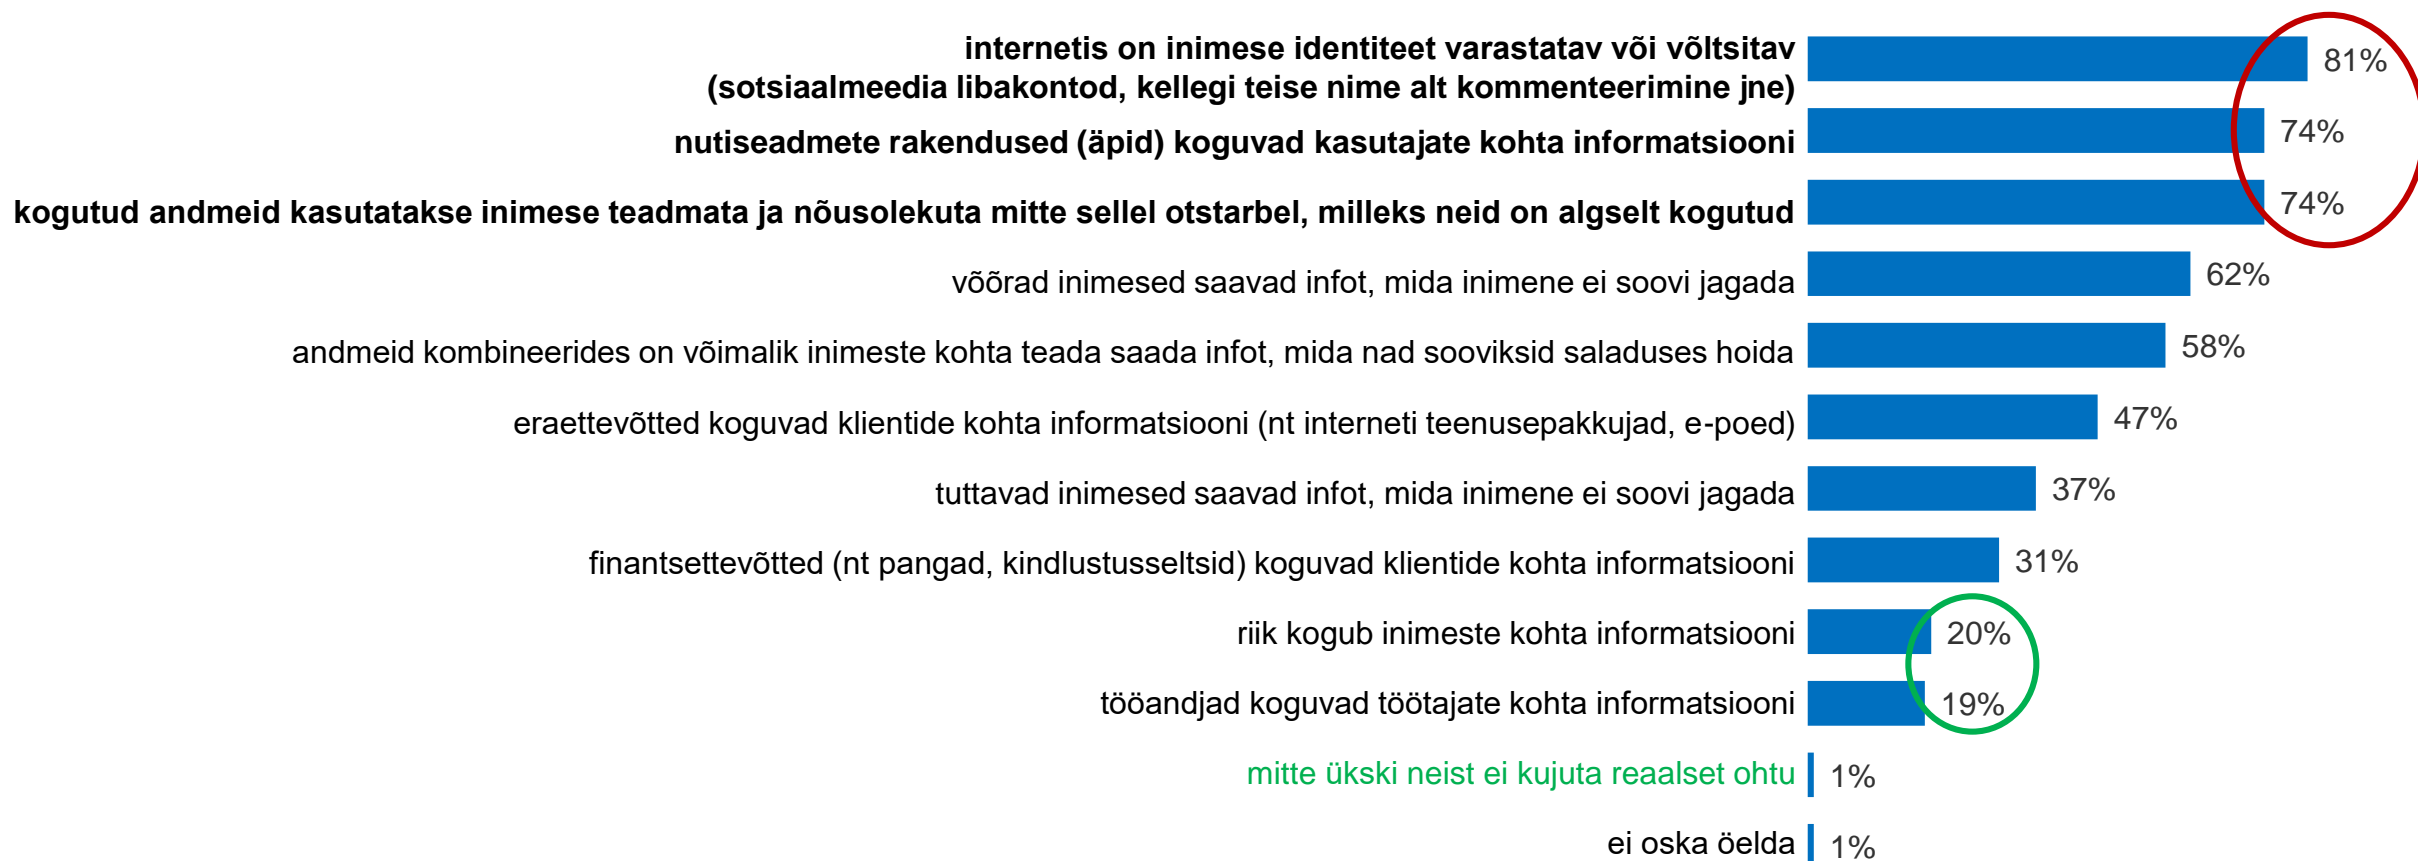 internetis on inimese identiteet varastatav või võltsitav 81%
(sotsiaalmeedia libakontod, kellegi teise nime alt kommenteerimine jne)
nutiseadmete rakendused (äpid) koguvad kasutajate kohta informatsiooni 74%
kogutud andmeid kasutatakse inimese teadmata ja nõusolekuta mitte sellel otstarbel, milleks neid on algselt kogutud 74%
võõrad inimesed saavad infot, mida inimene ei soovi jagada 62%
andmeid kombineerides on võimalik inimeste kohta teada saada infot, mida nad sooviksid saladuses hoida 58%
eraettevõtted koguvad klientide kohta informatsiooni (nt interneti teenusepakkujad, e-poed) 47%
tuttavad inimesed saavad infot, mida inimene ei soovi jagada 37%
finantsettevõtted (nt pangad, kindlustusseltsid) koguvad klientide kohta informatsiooni 31%
riik kogub inimeste kohta informatsiooni 20%
tööandjad koguvad töötajate kohta informatsiooni 19%
mitte ükski neist ei kujuta reaalset ohtu 1%
ei oska öelda 1%